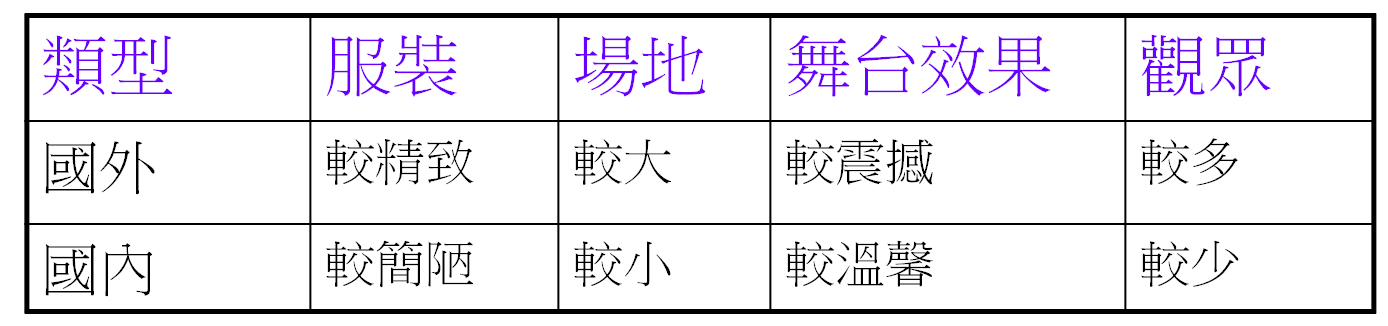 類型 服裝 場地 舞台效果 觀眾
國外 較精致 較大 較震撼 較多
國內 較簡陋 較小 較溫馨 較少